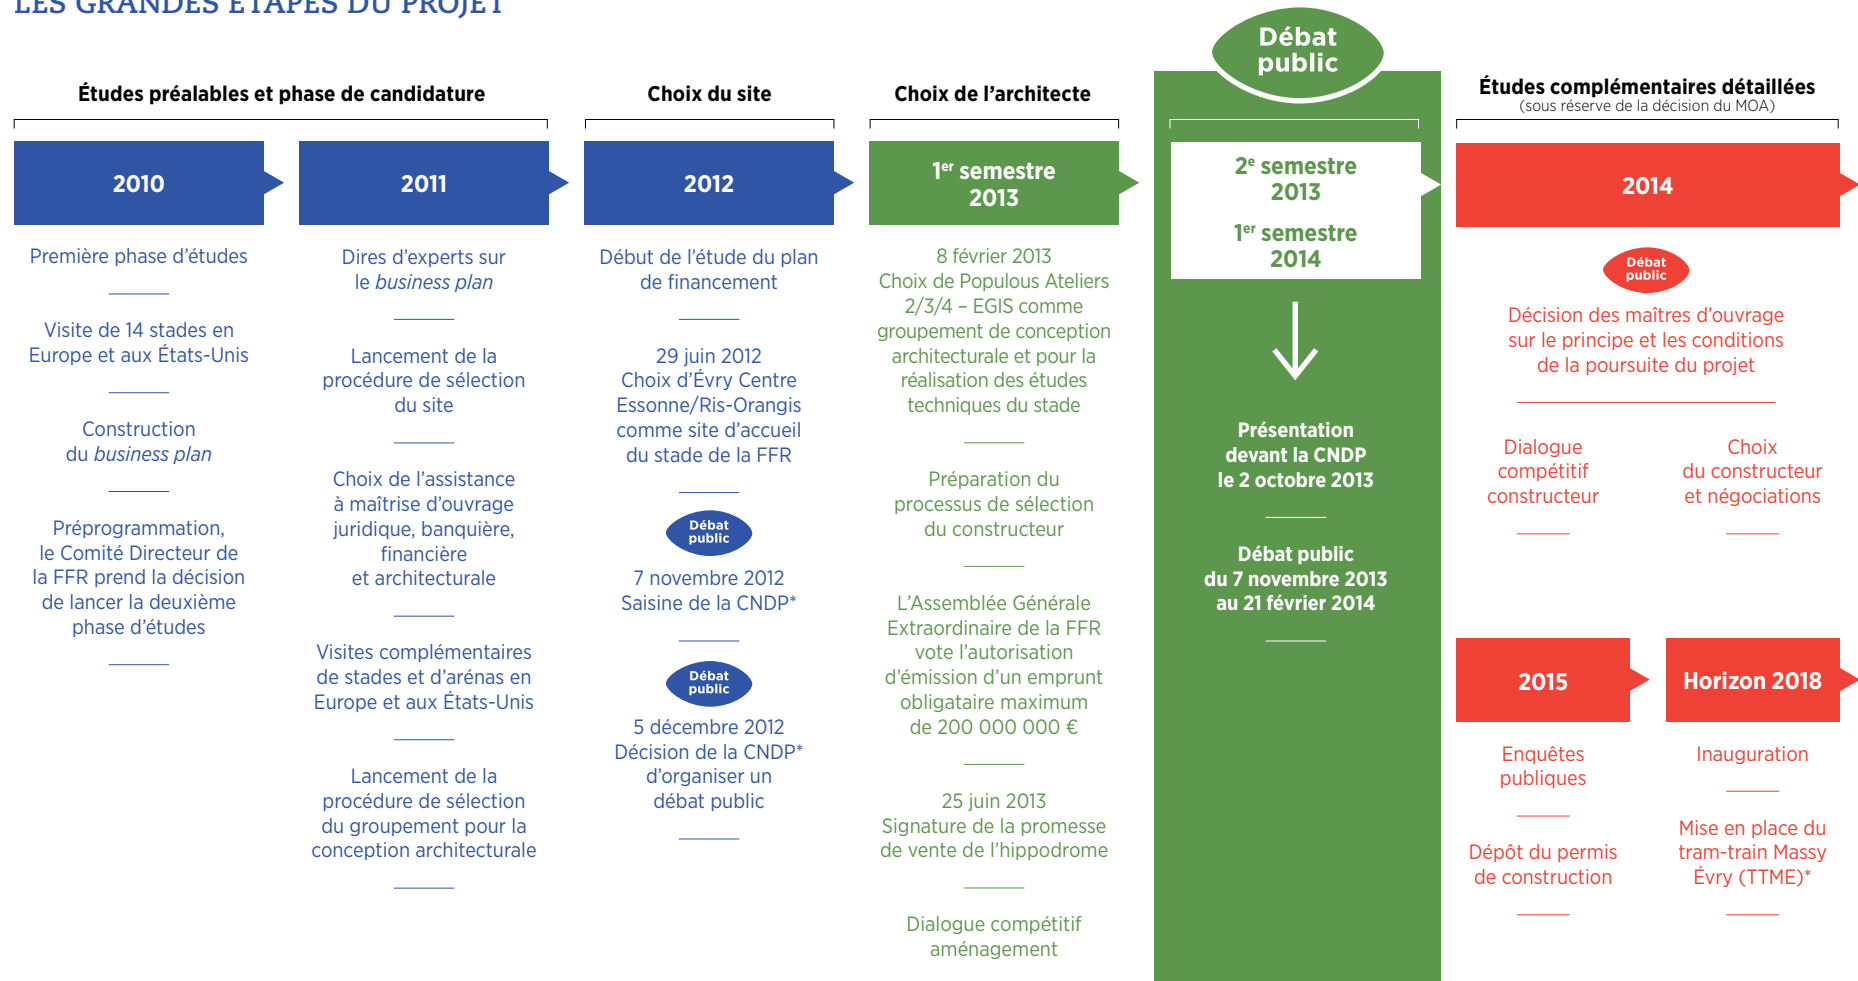 LES GRANDES ÉTAPES DU PROJET
Études préalables et phase de candidature
2010
Première phase d'études
Visite de 14 stades en
Europe et aux États-Unis
Construction
du business plan
Préprogrammation,
le Comité Directeur de
la FFR prend la décision
de lancer la deuxième
phase d'études
2011
Dires d'experts sur
le business plan
Lancement de la
procédure de sélection
du site
Choix de l'assistance
à maîtrise d'ouvrage
juridique, banquière,
financière
et architecturale
Visites complémentaires
de stades et d'arénas en
Europe et aux États-Unis
Lancement de la
procédure de sélection
du groupement pour la
conception architecturale
Choix du site
2012
Début de l'étude du plan
de financement
29 juin 2012
Choix d'Évry Centre
Essonne/Ris-Orangis
comme site d'accueil
du stade de la FFR
Débat
public
7 novembre 2012
Saisine de la CNDP*
Débat
public
5 décembre 2012
Décision de la CNDP*
d'organiser un
débat public
Choix de l'architecte
1er semestre
2013
8 février 2013
Choix de Populous Ateliers
2/3/4 – EGIS comme
groupement de conception
architecturale et pour la
réalisation des études
techniques du stade
Préparation du
processus de sélection
du constructeur
L'Assemblée Générale
Extraordinaire de la FFR
vote l'autorisation
d'émission d'un emprunt
obligataire maximum
de 200 000 000 €
25 juin 2013
Signature de la promesse
de vente de l'hippodrome
Dialogue compétitif
aménagement
Débat
public
2e semestre
2013
1er semestre
2014
Présentation
devant la CNDP
le 2 octobre 2013
Débat public
du 7 novembre 2013
au 21 février 2014
Études complémentaires détaillées
(sous réserve de la décision du MOA)
2014
Débat
public
Décision des maîtres d'ouvrage
sur le principe et les conditions
de la poursuite du projet
Dialogue
compétitif
constructeur
Choix
du constructeur
et négociations
2015
Enquêtes
publiques
Dépôt du permis
de construction
Horizon 2018
Inauguration
Mise en place du
tram-train Massy
Évry (TTME)*